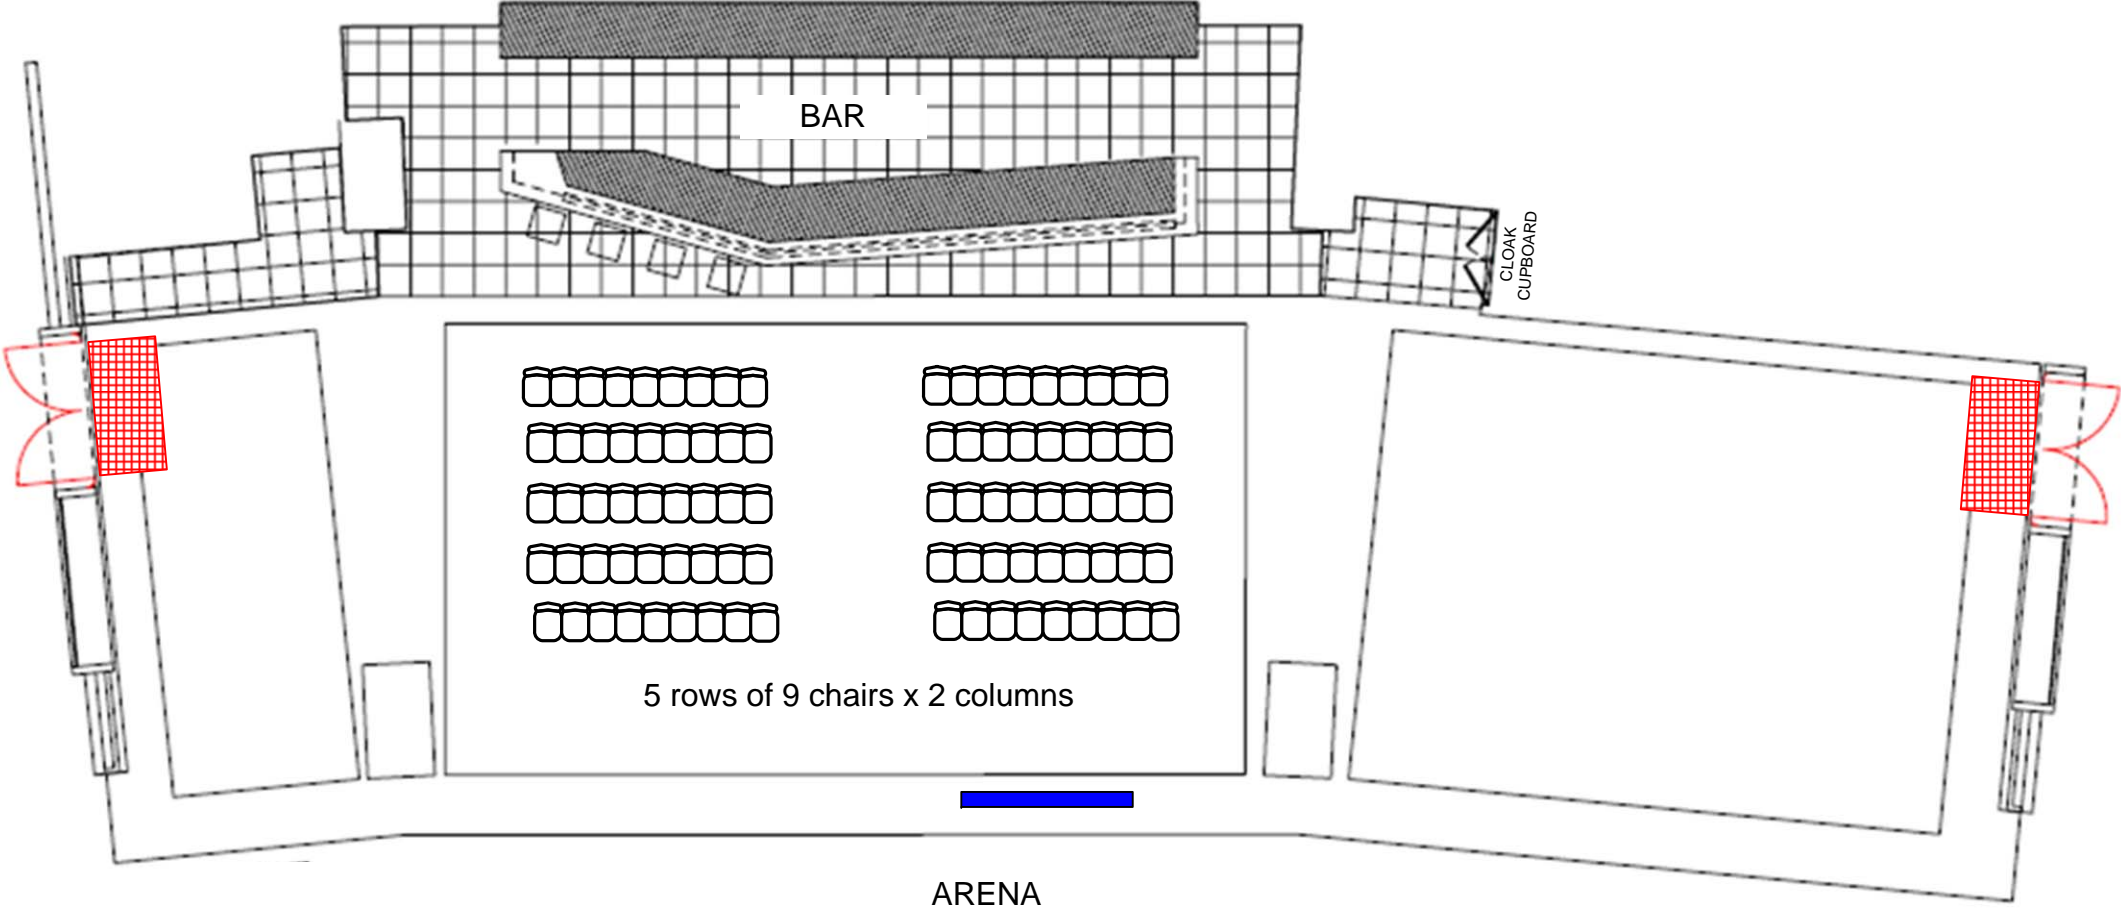 BAR
CLOAK
CUPBOARD
5 rows of 9 chairs x 2 columns
ARENA